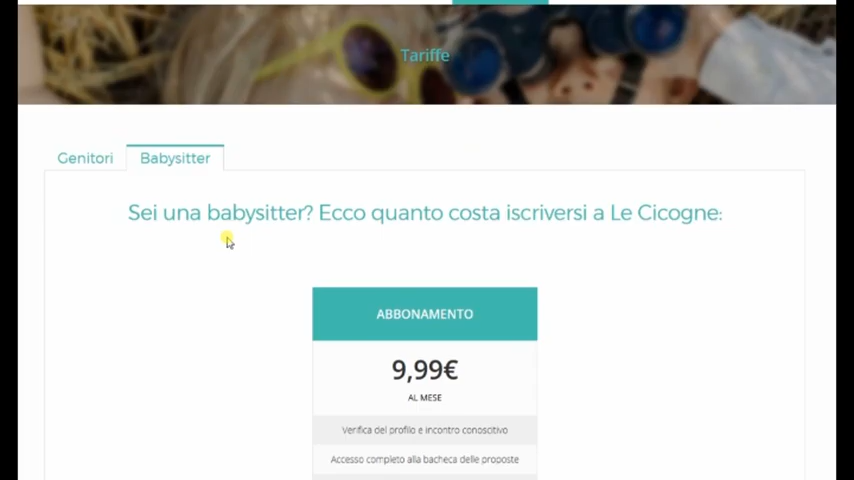 Tariffe
Genitori
Babysitter
Sei una babysitter? Ecco quanto costa iscriversi a Le Cicogne:
ABBONAMENTO
9,99€
AL MESE
Verifica del profilo e incontro conoscitivo
Accesso completo alla bacheca delle proposte